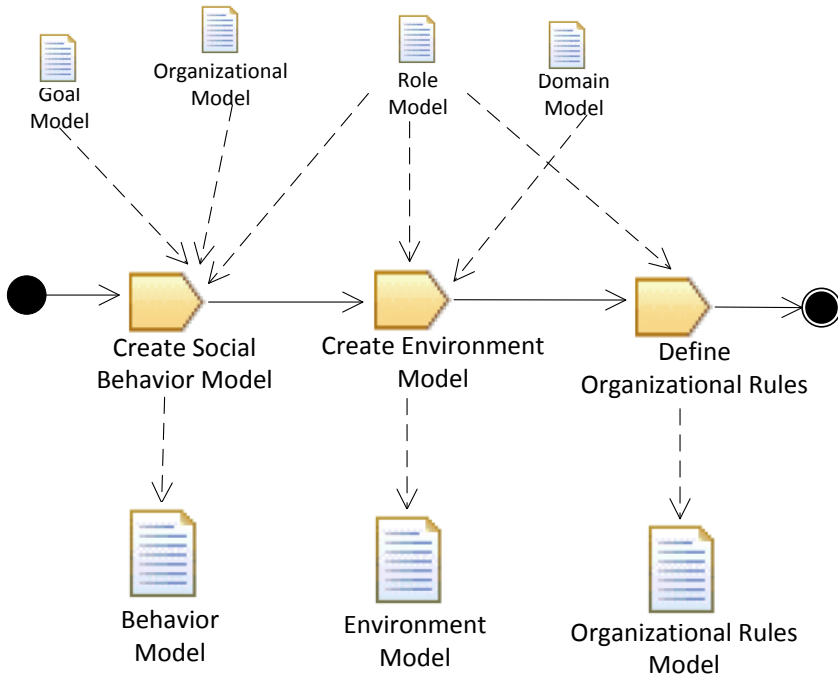 Goal
Model
Organizational
Model
Role
Model
Domain
Model
Create Social
Behavior Model
Create Environment
Model
Define
Organizational Rules
Behavior
Model
Environment
Model
Organizational Rules
Model